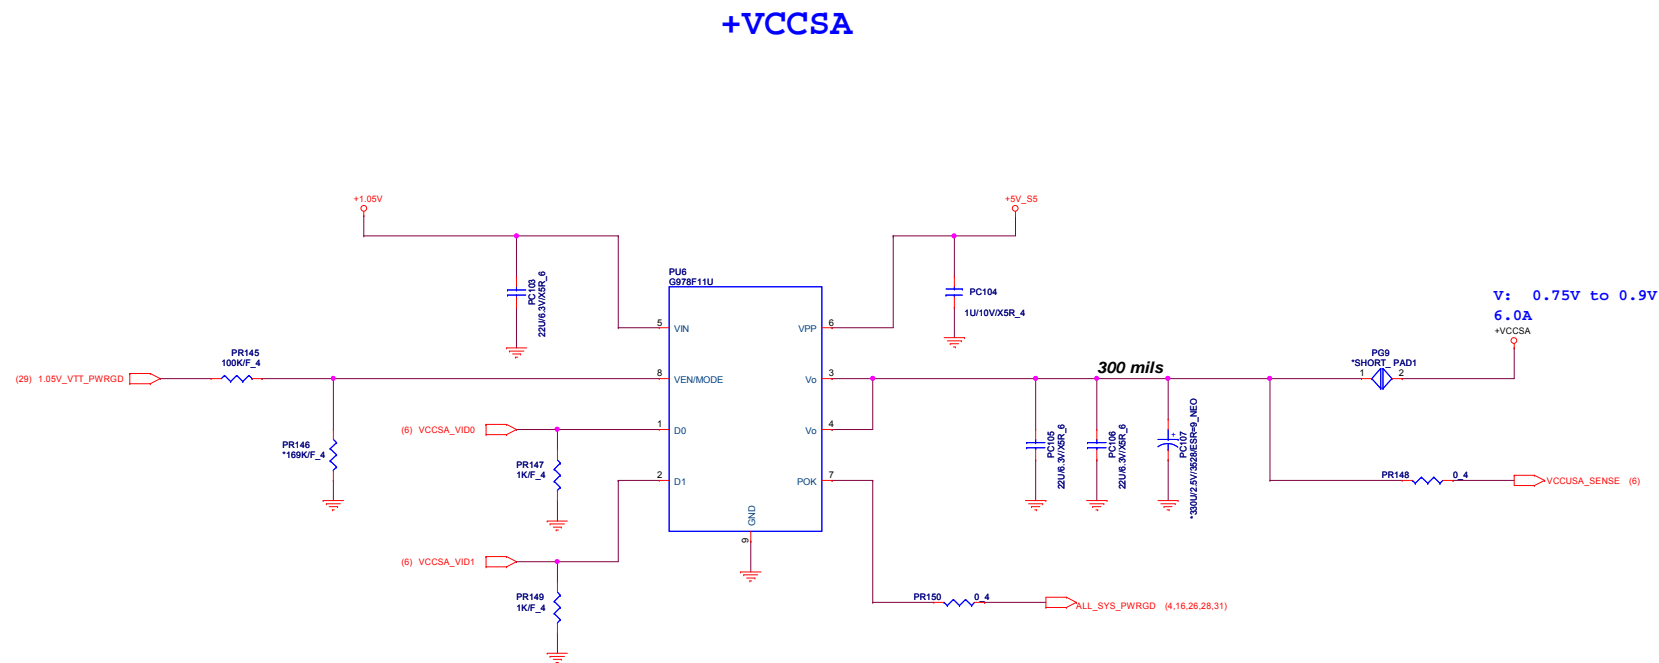 +VCCSA
+1.05V
+5V_S5
PC103
22U/6.3V/X5R_6
PU6
G978F11U
PC104
1U/10V/X5R_4
V: 0.75V to 0.9V
6.0A
+VCCSA
5 VIN
VPP 6
PR145
100K/F_4
(29) 1.05V_VTT_PWRGD
8 VEN/MODE
Vo 3
300 mils
PG9
*SHORT_ PAD1
1 2
(6) VCCSA_VID0
1 D0
Vo 4
PR146
*169K/F_4
PR147
1K/F_4
2 D1
POK 7
PC105
22U/6.3V/X5R_6
PC106
22U/6.3V/X5R_6
+
PC107
*330U/2.5V/3528/ESR=9_NEO
PR148 0_4
VCCUSA_SENSE (6)
GND
9
(6) VCCSA_VID1
PR149
1K/F_4
PR150 0_4
ALL_SYS_PWRGD (4,16,26,28,31)